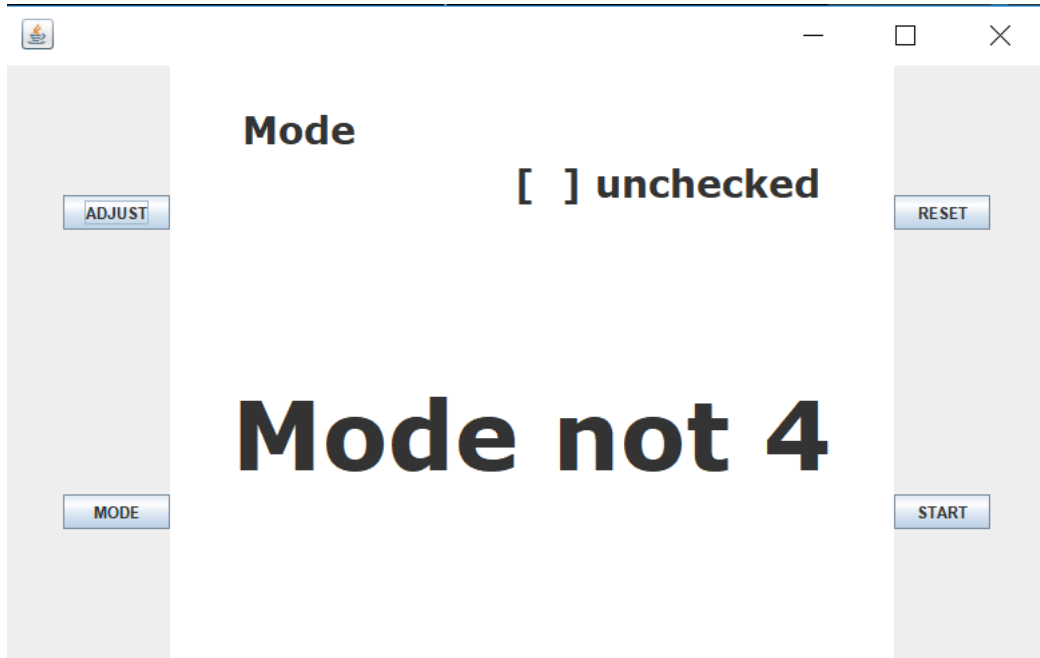 Mode
[ ] unchecked
ADJUST
RESET
Mode not 4
MODE
START